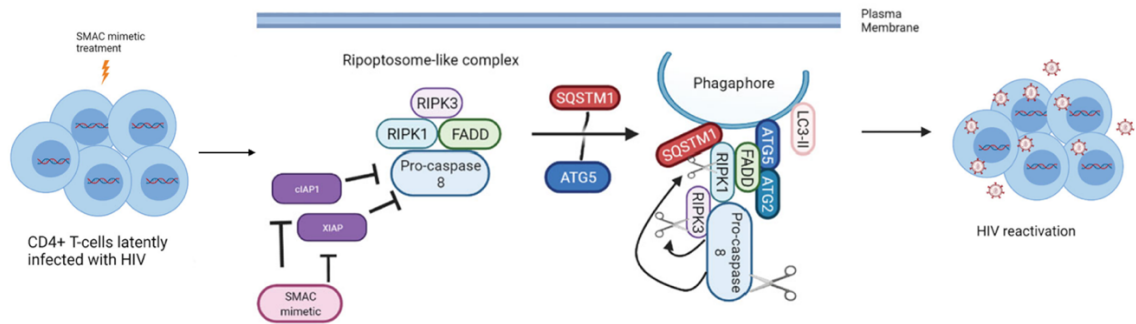 SMAC mimetic
treatment
CD4+ T-cells latently
infected with HIV
Plasma
Membrane
Ripoptosome-like complex
RIPK3
RIPK1
FADD
Pro-caspase
8
cIAP1
XIAP
SMAC
mimetic
SQSTM1
ATG5
Phagaphore
LC3-II
SQSTM1
RIPK1
FADD
ATG5
ATG2
RIPK3
Pro-caspase
8
HIV reactivation